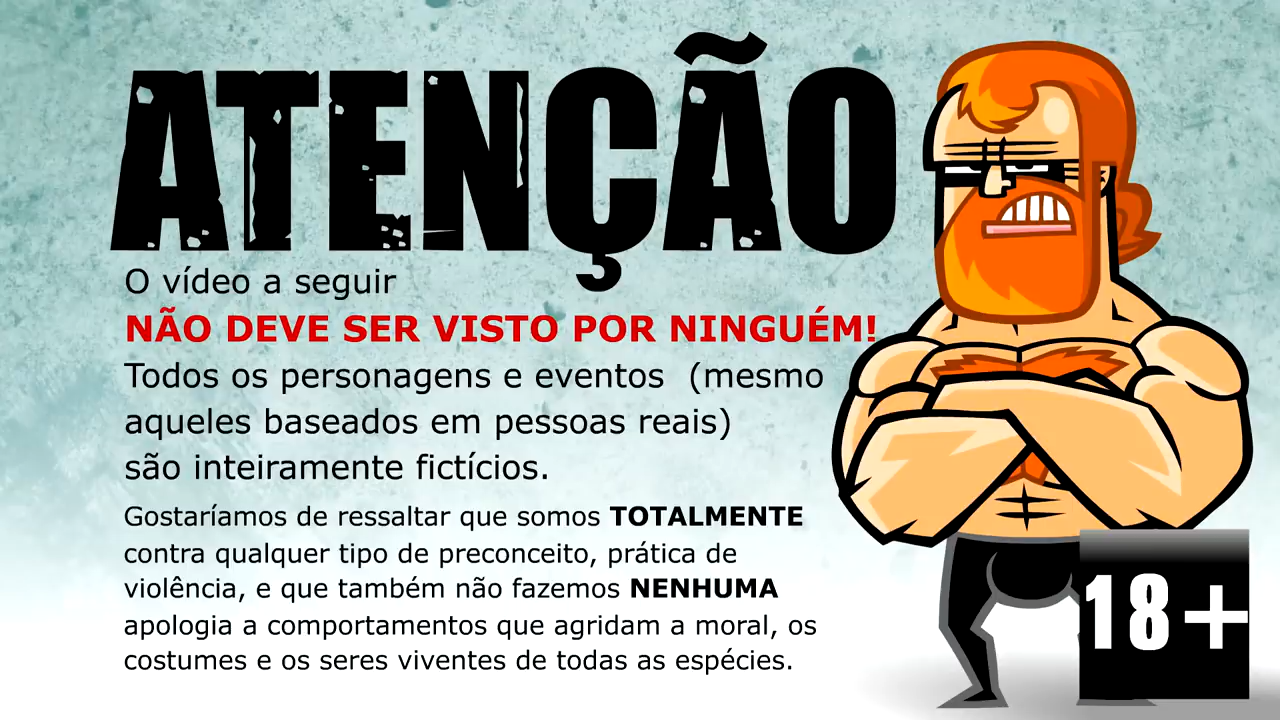 ATENÇÃO
O vídeo a seguir
NÃO DEVE SER VISTO POR NINGUÉM!
Todos os personagens e eventos (mesmo
aqueles baseados em pessoas reais)
são inteiramente fictícios.
Gostaríamos de ressaltar que somos TOTALMENTE
contra qualquer tipo de preconceito, prática de
violência, e que também não fazemos NENHUMA
apologia a comportamentos que agridam a moral, os
costumes e os seres viventes de todas as espécies.
18+